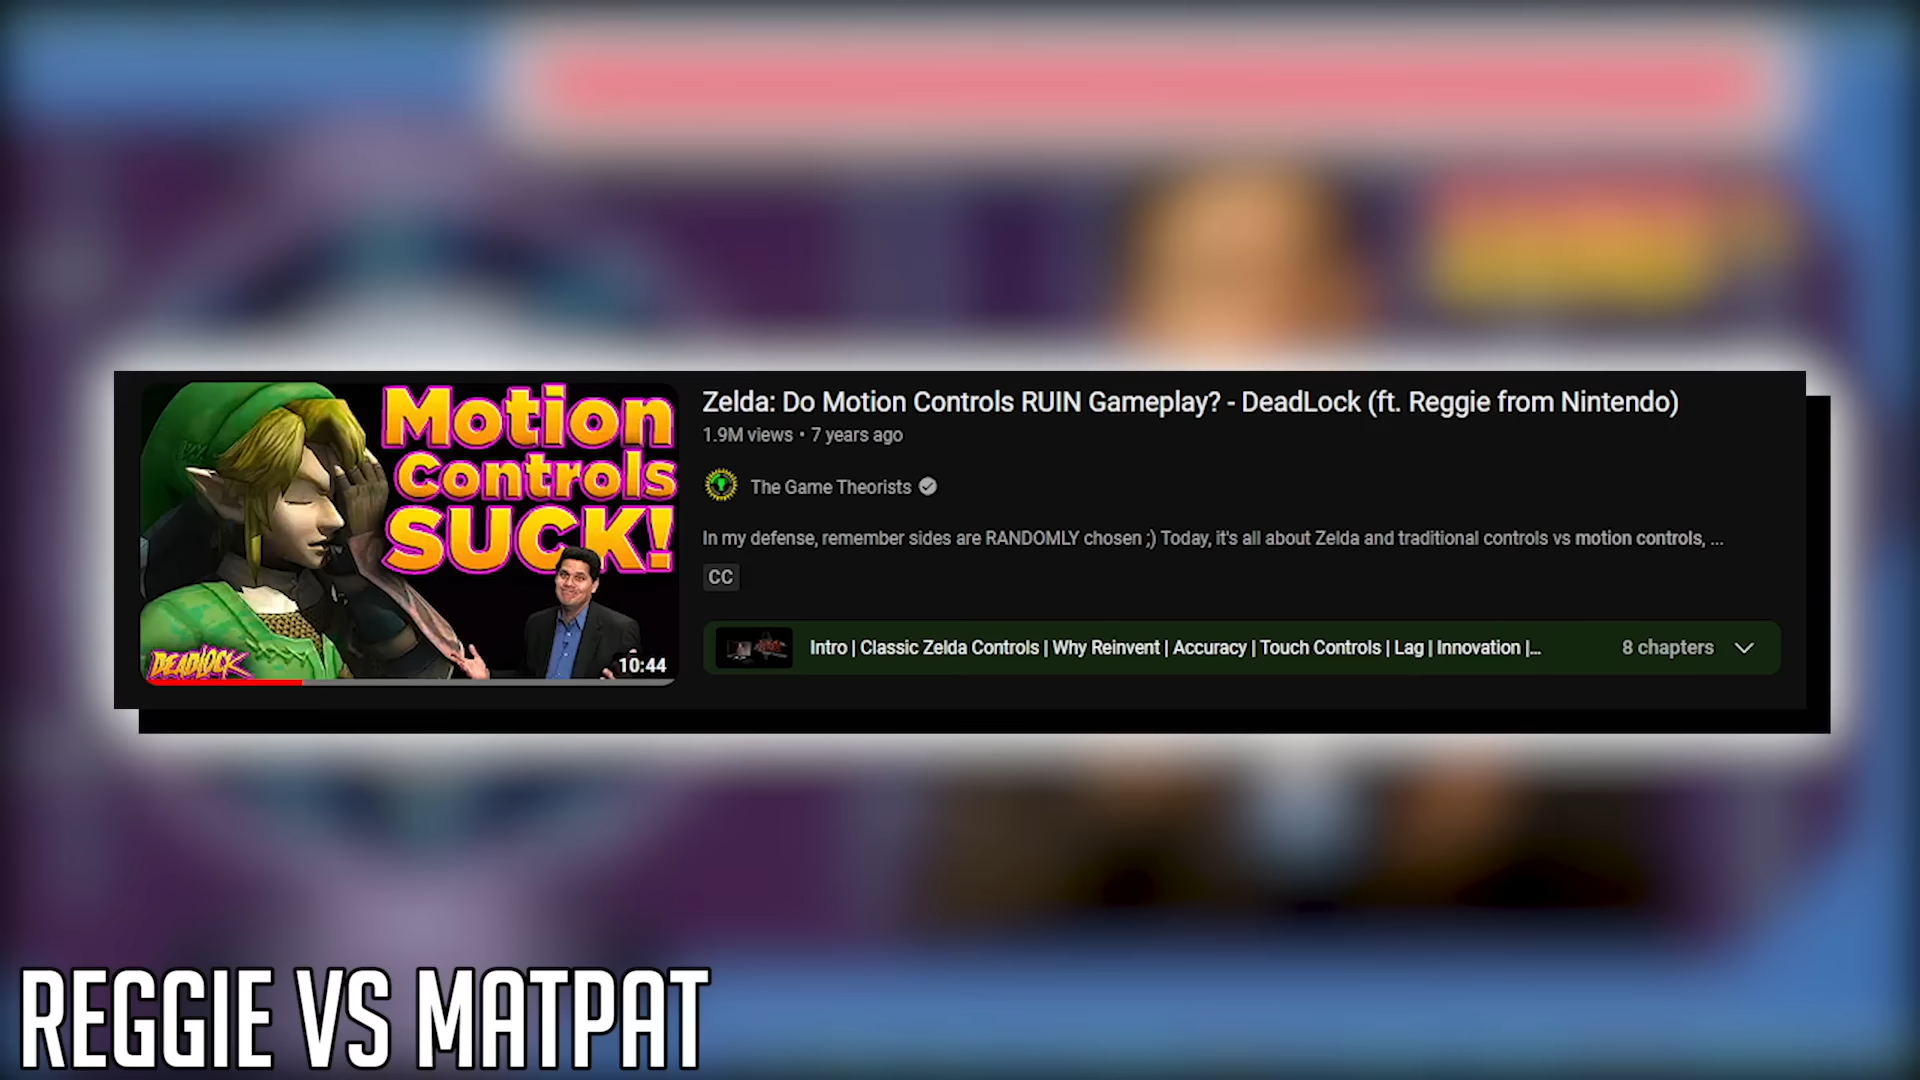 Motion
Controls
SUCK!
DEADLOCK
10:44
Zelda: Do Motion Controls RUIN Gameplay? - DeadLock (ft. Reggie from Nintendo)
1.9M views • 7 years ago
The Game Theorists
In my defense, remember sides are RANDOMLY chosen ;) Today, it's all about Zelda and traditional controls vs motion controls, ...
CC
Intro | Classic Zelda Controls | Why Reinvent | Accuracy | Touch Controls | Lag | Innovation |...
8 chapters
REGGIE VS MATPAT